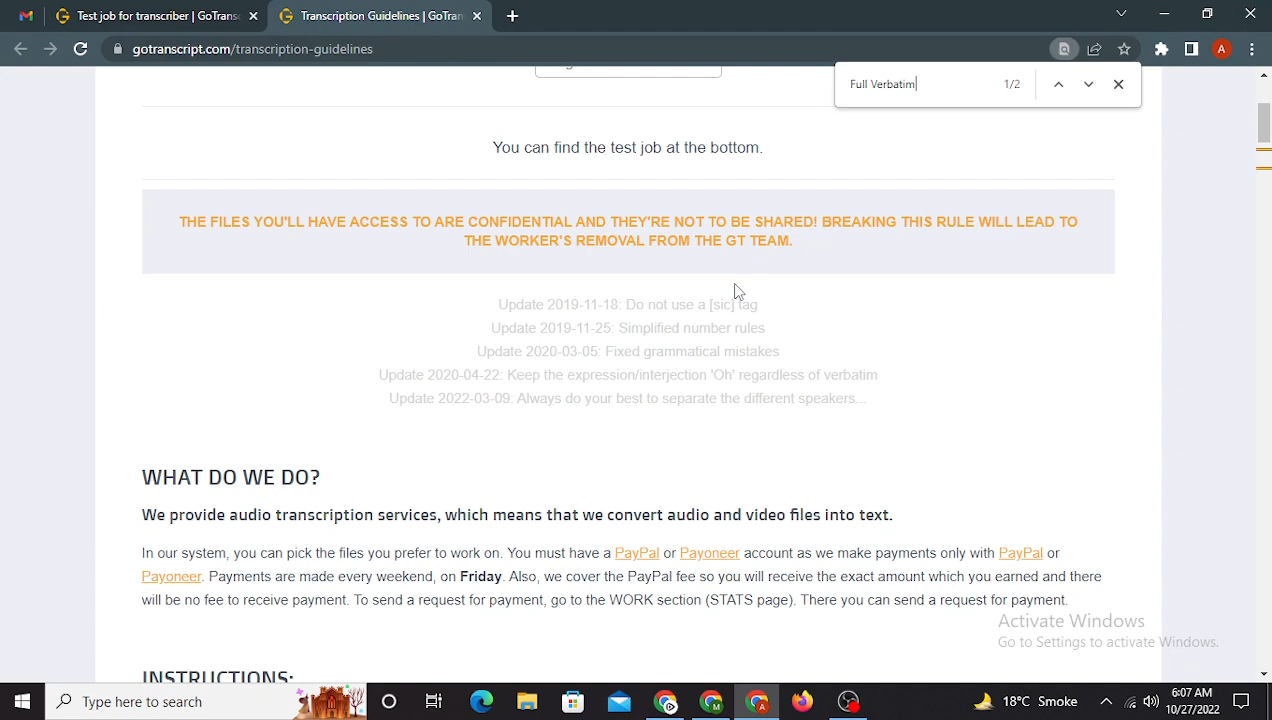 Test job for transcriber | GoTrans
Transcription Guidelines | GoTran
gotranscript.com/transcription-guidelines
A
Full Verbatim
1/2
You can find the test job at the bottom.
THE FILES YOU'LL HAVE ACCESS TO ARE CONFIDENTIAL AND THEY'RE NOT TO BE SHARED! BREAKING THIS RULE WILL LEAD TO
THE WORKER'S REMOVAL FROM THE GT TEAM.
Update 2019-11-18: Do not use a [sic] tag
Update 2019-11-25: Simplified number rules
Update 2020-03-05: Fixed grammatical mistakes
Update 2020-04-22: Keep the expression/interjection 'Oh' regardless of verbatim
Update 2022-03-09: Always do your best to separate the different speakers...
WHAT DO WE DO?
We provide audio transcription services, which means that we convert audio and video files into text.
In our system, you can pick the files you prefer to work on. You must have a PayPal or Payoneer account as we make payments only with PayPal or
Payoneer. Payments are made every weekend, on Friday. Also, we cover the PayPal fee so you will receive the exact amount which you earned and there
will be no fee to receive payment. To send a request for payment, go to the WORK section (STATS page). There you can send a request for payment.
Activate Windows
Go to Settings to activate Windows.
INSTRUCTIONS:
Type here to search
M
A
18°C Smoke
6:07 AM
10/27/2022